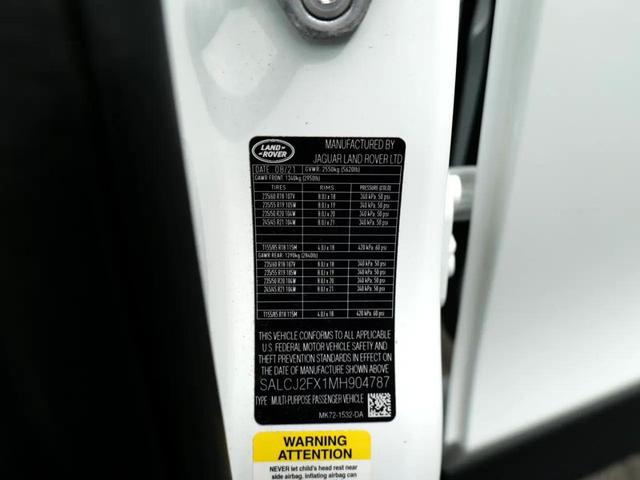 LAND ROVER
MANUFACTURED BY
JAGUAR LAND ROVER LTD
DATE 08/21 GVWR: 2550kg (5620lb)
GAWR FRONT: 1340kg (2950lb)
TIRES RIMS PRESSURE (COLD)
235/60 R18 107V 8.0J x 18 340 kPa 50 psi
235/55 R19 105W 8.0J x 19 340 kPa 50 psi
235/50 R20 104W 8.0J x 20 340 kPa 50 psi
245/45 R21 104W 8.0J x 21 340 kPa 50 psi
T155/85 R18 115M 4.0J x 18 420 kPa 60 psi
GAWR REAR: 1290kg (2840lb)
235/60 R18 107V 8.0J x 18 340 kPa 50 psi
235/55 R19 105W 8.0J x 19 340 kPa 50 psi
235/50 R20 104W 8.0J x 20 340 kPa 50 psi
245/45 R21 104W 8.0J x 21 340 kPa 50 psi
T155/85 R18 115M 4.0J x 18 420 kPa 60 psi
THIS VEHICLE CONFORMS TO ALL APPLICABLE
U.S. FEDERAL MOTOR VEHICLE SAFETY AND
THEFT PREVENTION STANDARDS IN EFFECT ON
THE DATE OF MANUFACTURE SHOWN ABOVE.
SALCJ2FX1MH904787
TYPE: MULTI-PURPOSE PASSENGER VEHICLE
MK72-1532-DA
WARNING
ATTENTION
NEVER let child's head rest near
side airbag. inflating airbag can